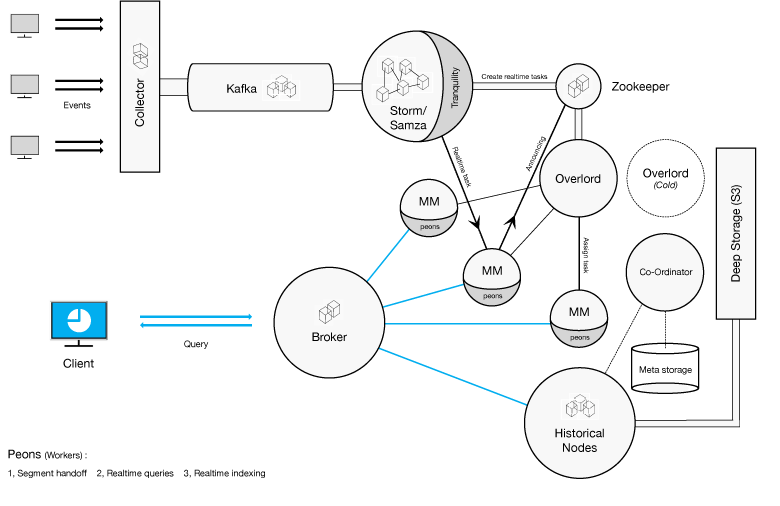 Events
Collector
Kafka
Storm/
Samza
Tranquility
Create realtime tasks
Zookeeper
Realtime task
Announcing
Overlord
Overlord
(Cold)
Deep Storage (S3)
MM
peons
MM
peons
Assign task
Co-Ordinator
MM
peons
Meta storage
Client
Query
Broker
Historical
Nodes
Peons (Workers) :
1, Segment handoff 2, Realtime queries 3, Realtime indexing